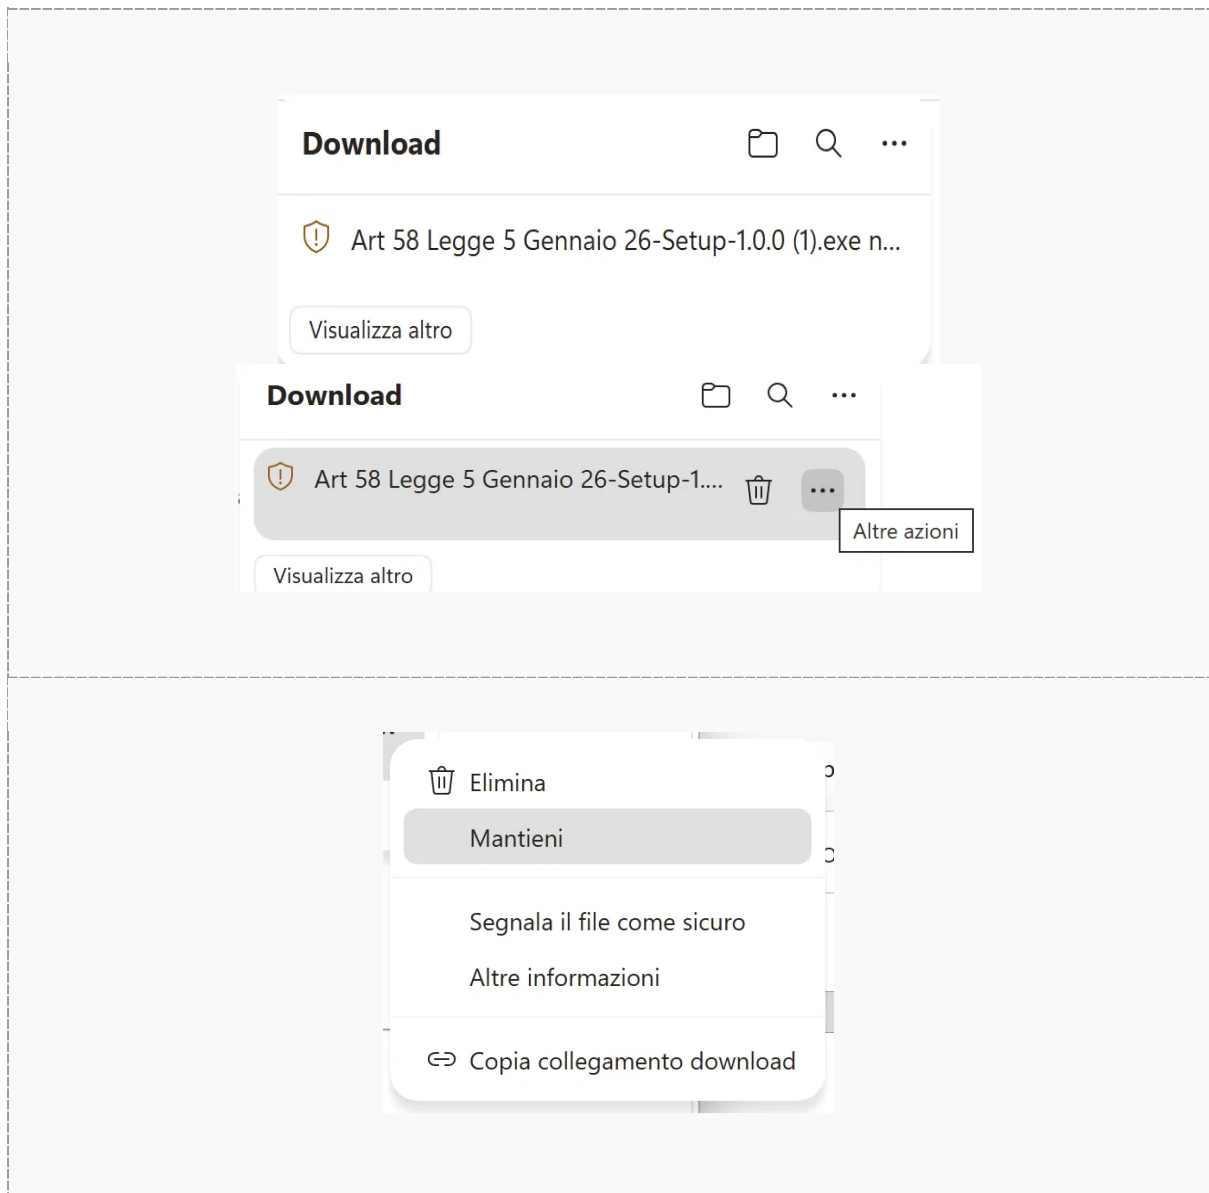 Download
Art 58 Legge 5 Gennaio 26-Setup-1.0.0 (1).exe n...
Visualizza altro
Download
Art 58 Legge 5 Gennaio 26-Setup-1....
Altre azioni
Visualizza altro
Elimina
Mantieni
Segnala il file come sicuro
Altre informazioni
Copia collegamento download